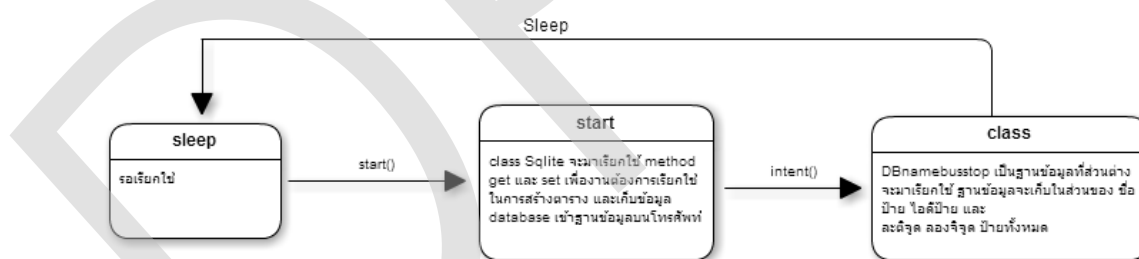 Sleep
sleep
รอเรียกใช้
start()
start
class Sqlite จะมาเรียกใช้ method
get และ set เพื่องานต้องการเรียกใช้
ในการสร้างตาราง และเก็บข้อมูล
database เข้าฐานข้อมูลบนโทรศัพท์
intent()
class
DBnamebusstop เป็นฐานข้อมูลที่ส่วนต่าง
จะมาเรียกใช้ ฐานข้อมูลจะเก็บในส่วนของ ชื่อ
ป้าย ไอดีป้าย และ
ละติจูด ลองจิจูด ป้ายทั้งหมด